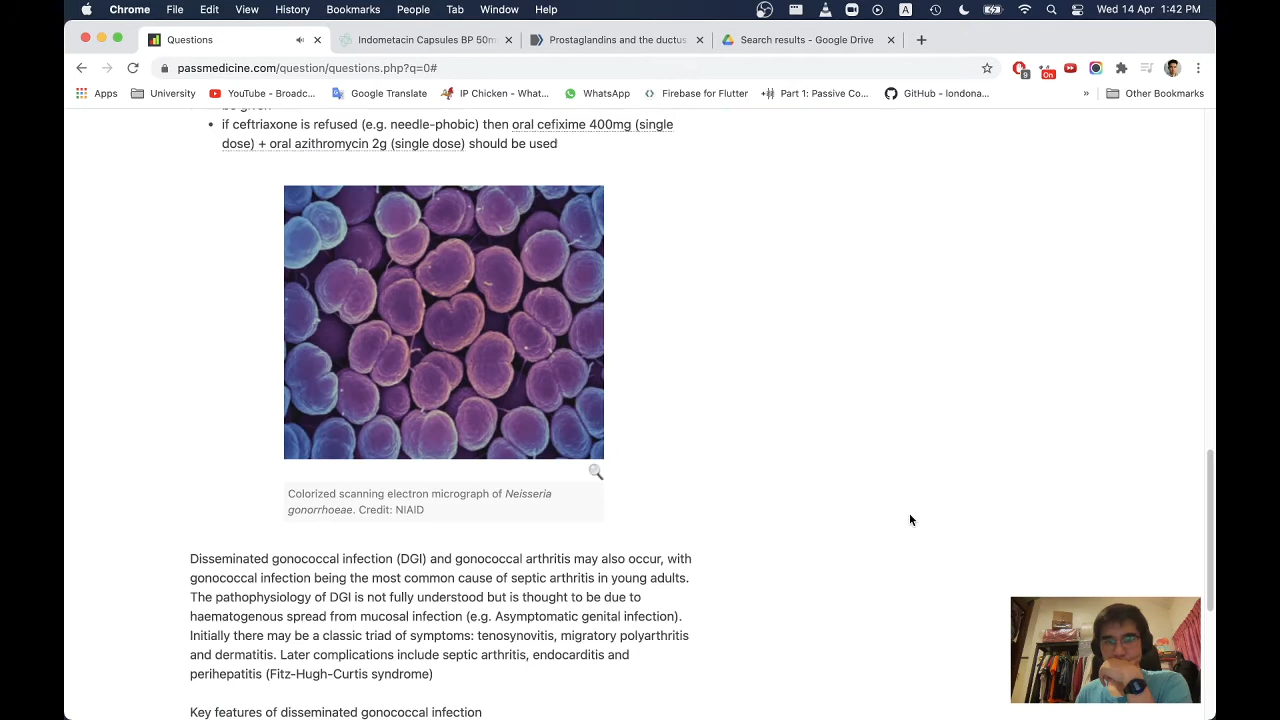 Chrome File Edit View History Bookmarks People Tab Window Help
Wed 14 Apr 1:42 PM
Questions
Indometacin Capsules BP 50m
Prostaglandins and the ductus
Search results - Google Drive
passmedicine.com/question/questions.php?q=0#
9
On
Apps University YouTube - Broadc... Google Translate IP Chicken - What... WhatsApp Firebase for Flutter Part 1: Passive Co... GitHub - londona... » Other Bookmarks
be given
• if ceftriaxone is refused (e.g. needle-phobic) then oral cefixime 400mg (single
dose) + oral azithromycin 2g (single dose) should be used
Colorized scanning electron micrograph of Neisseria
gonorrhoeae. Credit: NIAID
Disseminated gonococcal infection (DGI) and gonococcal arthritis may also occur, with
gonococcal infection being the most common cause of septic arthritis in young adults.
The pathophysiology of DGI is not fully understood but is thought to be due to
haematogenous spread from mucosal infection (e.g. Asymptomatic genital infection).
Initially there may be a classic triad of symptoms: tenosynovitis, migratory polyarthritis
and dermatitis. Later complications include septic arthritis, endocarditis and
perihepatitis (Fitz-Hugh-Curtis syndrome)
Key features of disseminated gonococcal infection